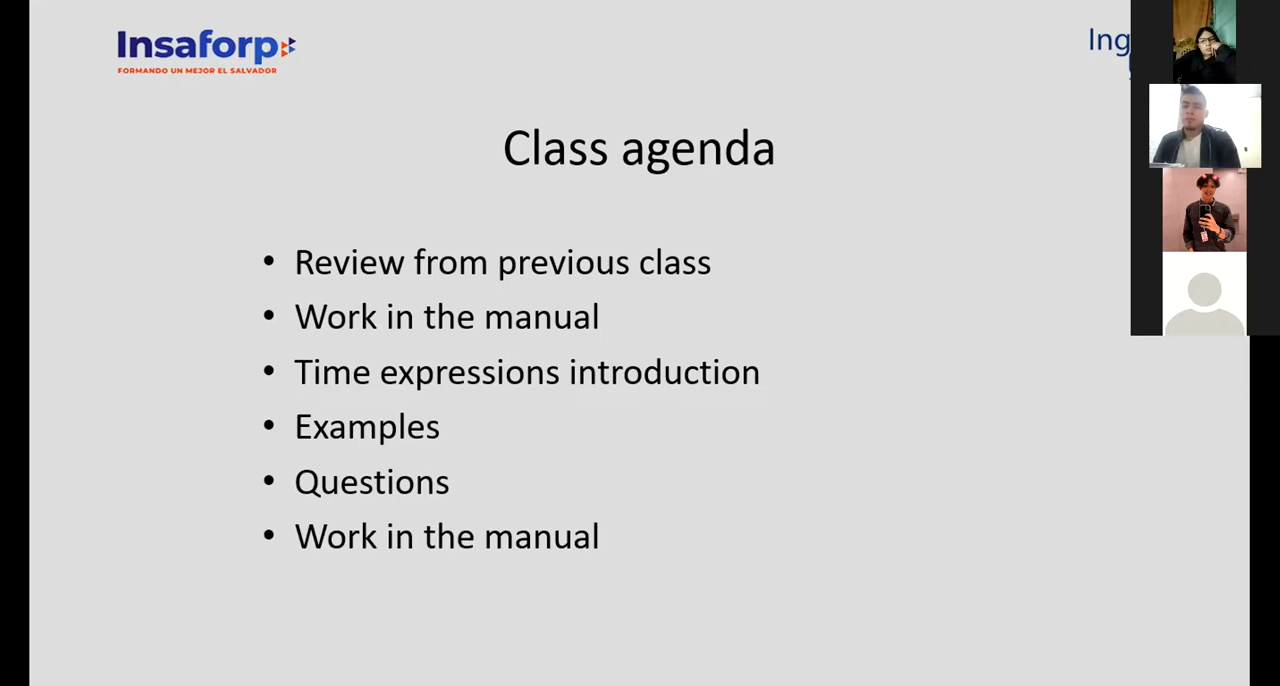 Insaforp
FORMANDO UN MEJOR EL SALVADOR
Ing
Class agenda
• Review from previous class
• Work in the manual
• Time expressions introduction
• Examples
• Questions
• Work in the manual